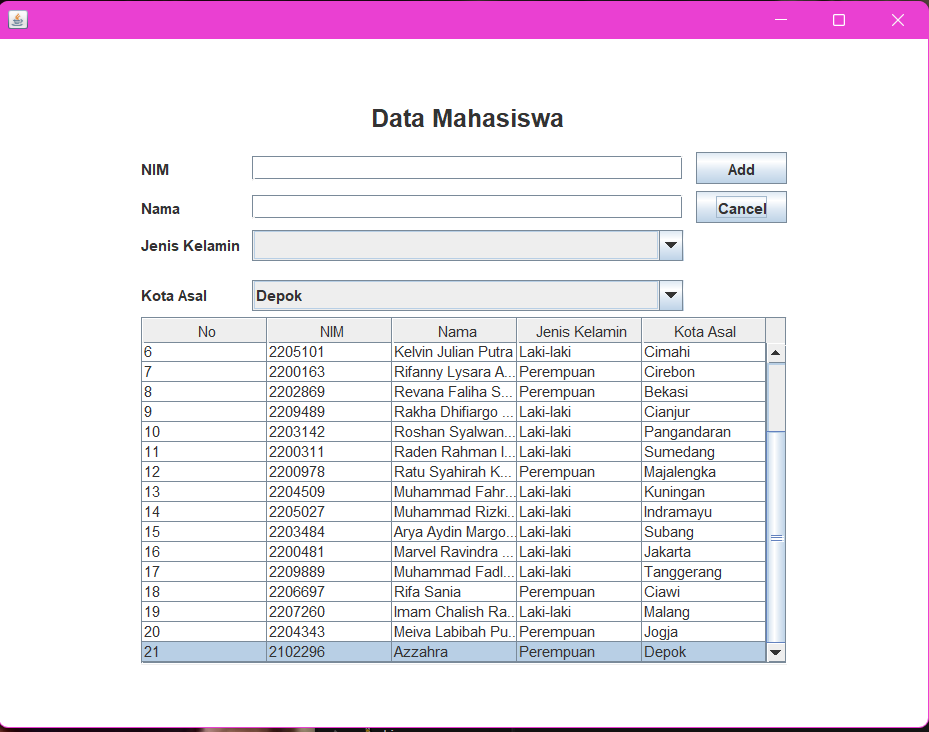 Data Mahasiswa
NIM Add
Nama Cancel
Jenis Kelamin
Kota Asal Depok
No NIM Nama Jenis Kelamin Kota Asal
6 2205101 Kelvin Julian Putra Laki-laki Cimahi
7 2200163 Rifanny Lysara A... Perempuan Cirebon
8 2202869 Revana Faliha S... Perempuan Bekasi
9 2209489 Rakha Dhifiargo ... Laki-laki Cianjur
10 2203142 Roshan Syalwan... Laki-laki Pangandaran
11 2200311 Raden Rahman I... Laki-laki Sumedang
12 2200978 Ratu Syahirah K... Perempuan Majalengka
13 2204509 Muhammad Fahr... Laki-laki Kuningan
14 2205027 Muhammad Rizki... Laki-laki Indramayu
15 2203484 Arya Aydin Margo... Laki-laki Subang
16 2200481 Marvel Ravindra ... Laki-laki Jakarta
17 2209889 Muhammad Fadl... Laki-laki Tanggerang
18 2206697 Rifa Sania Perempuan Ciawi
19 2207260 Imam Chalish Ra... Laki-laki Malang
20 2204343 Meiva Labibah Pu... Perempuan Jogja
21 2102296 Azzahra Perempuan Depok